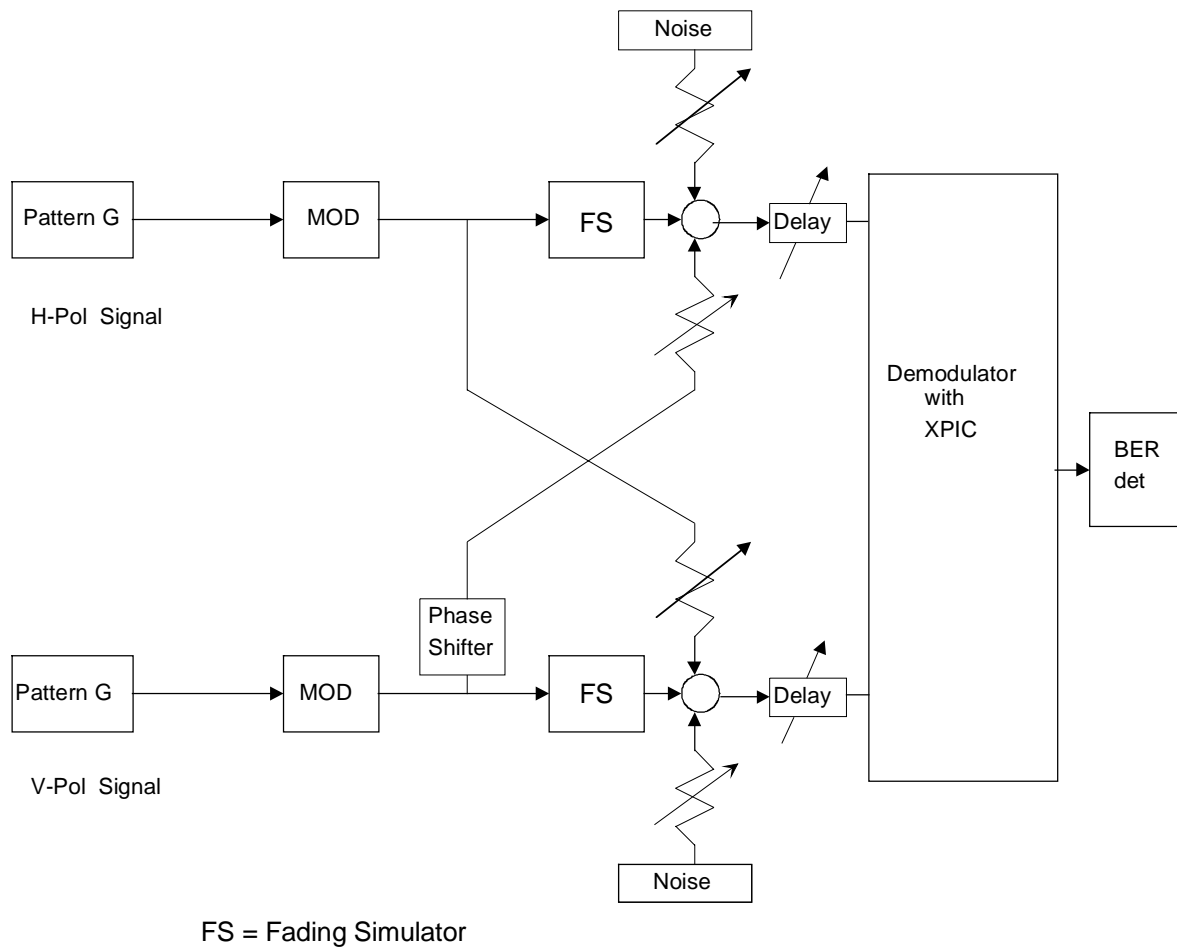 Noise
Pattern G
MOD
FS
Delay
H-Pol Signal
Demodulator
with
XPIC
BER
det
Phase
Shifter
Pattern G
MOD
FS
Delay
V-Pol Signal
Noise
FS = Fading Simulator